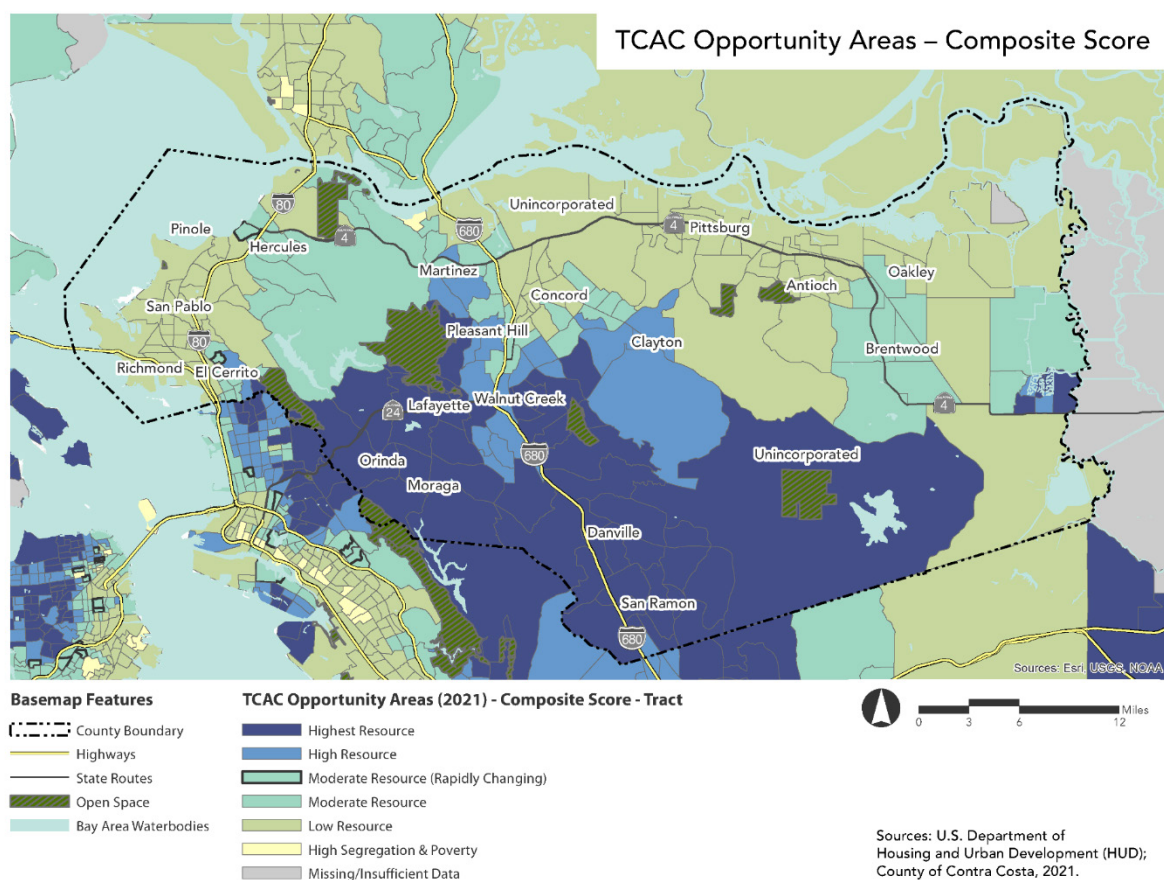 TCAC Opportunity Areas – Composite Score
80
680
Unincorporated
4
Pittsburg
Pinole
Hercules
4
Martinez
Oakley
Antioch
Concord
San Pablo
80
Pleasant Hill
Clayton
Brentwood
Richmond
El Cerrito
Lafayette
Walnut Creek
24
4
680
Orinda
Unincorporated
Moraga
Danville
San Ramon
680
Sources: Esri, USGS, NOAA
Basemap Features
County Boundary
Highways
State Routes
Open Space
Bay Area Waterbodies
TCAC Opportunity Areas (2021) - Composite Score - Tract
Highest Resource
High Resource
Moderate Resource (Rapidly Changing)
Moderate Resource
Low Resource
High Segregation & Poverty
Missing/Insufficient Data
Miles
0 3 6 12
Sources: U.S. Department of
Housing and Urban Development (HUD);
County of Contra Costa, 2021.